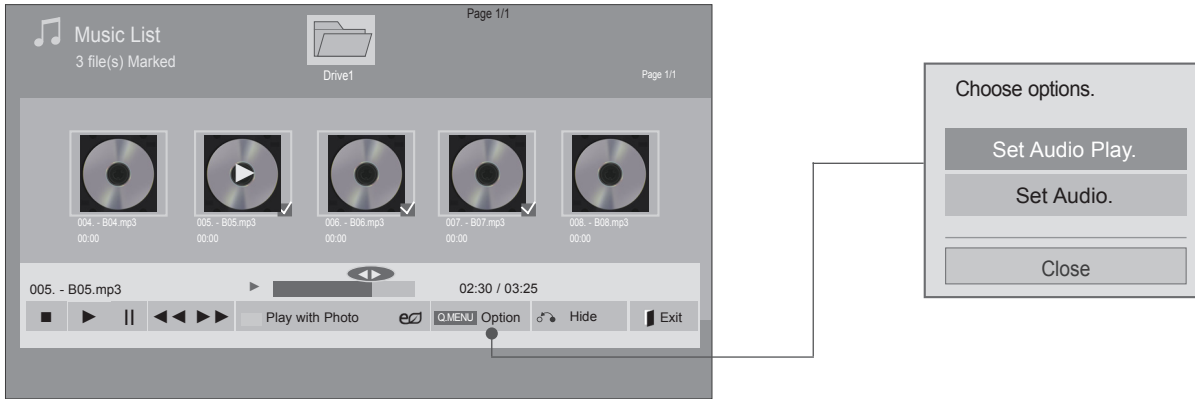 Page 1/1
Music List
3 file(s) Marked
Drive1
Page 1/1
004. - B04.mp3
00:00
005. - B05.mp3
00:00
006. - B06.mp3
00:00
007. - B07.mp3
00:00
008. - B08.mp3
00:00
005. - B05.mp3
02:30 / 03:25
Play with Photo
Q.MENU Option
Hide
Exit
Choose options.
Set Audio Play.
Set Audio.
Close